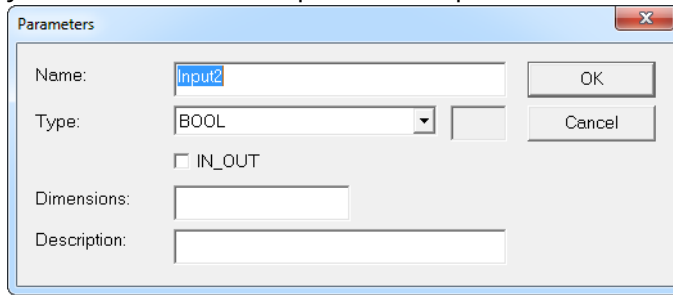 Parameters
x
Name: Input2 OK
Type: BOOL Cancel
IN_OUT
Dimensions:
Description: